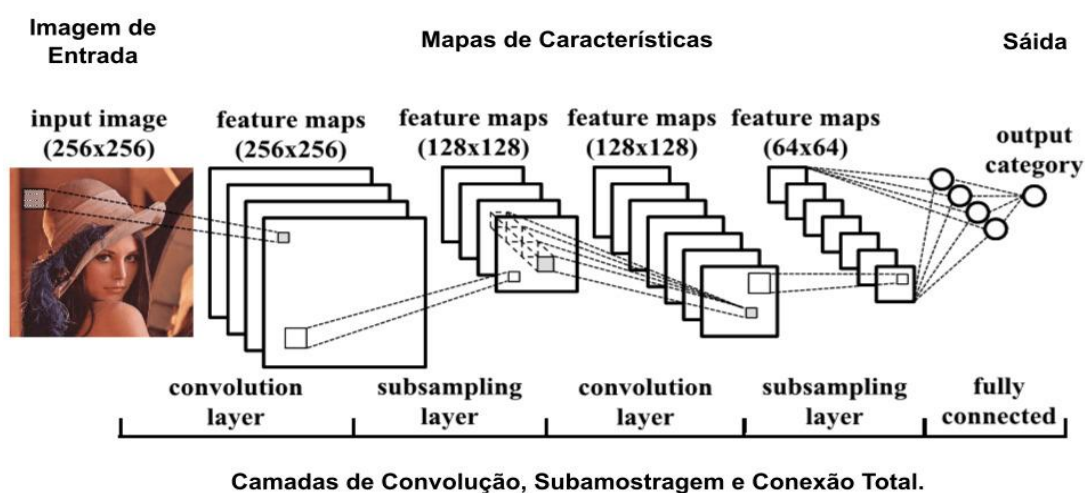 Imagem de
Entrada
Mapas de Característicias
Sáida
input image
(256x256)
feature maps
(256x256)
feature maps
(128x128)
feature maps
(128x128)
feature maps
(64x64)
output
category
convolution
layer
subsampling
layer
convolution
layer
subsampling
layer
fully
connected
Camadas de Convolução, Subamostragem e Conexão Total.